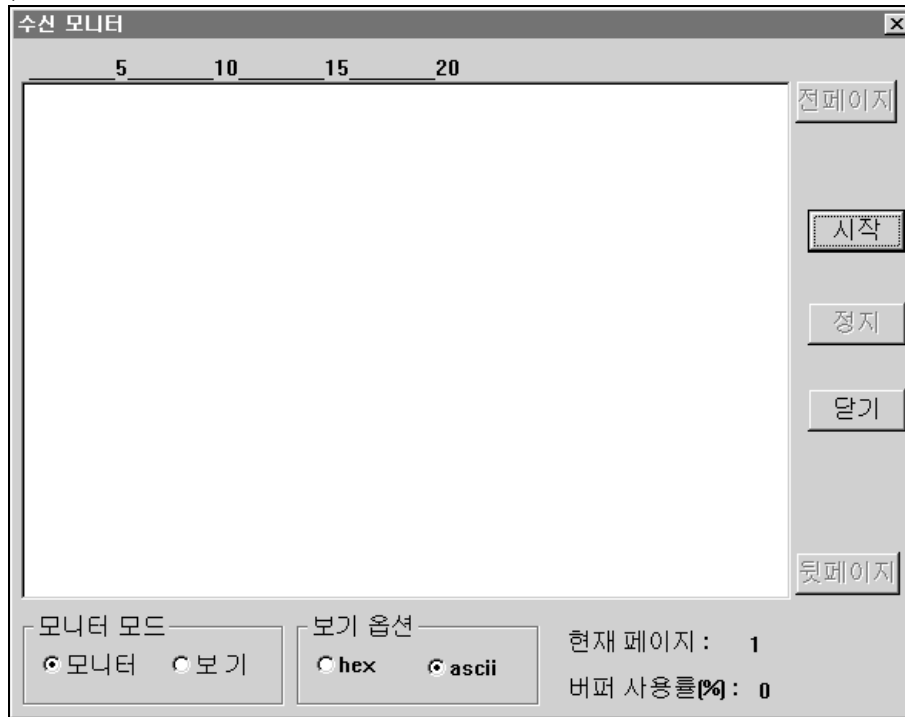 수신 모니터
5 10 15 20
전페이지
시작
정지
닫기
뒷페이지
모니터 모드
모니터 보기
보기 옵션
hex ascii
현재 페이지 : 1
버퍼 사용률(%) : 0